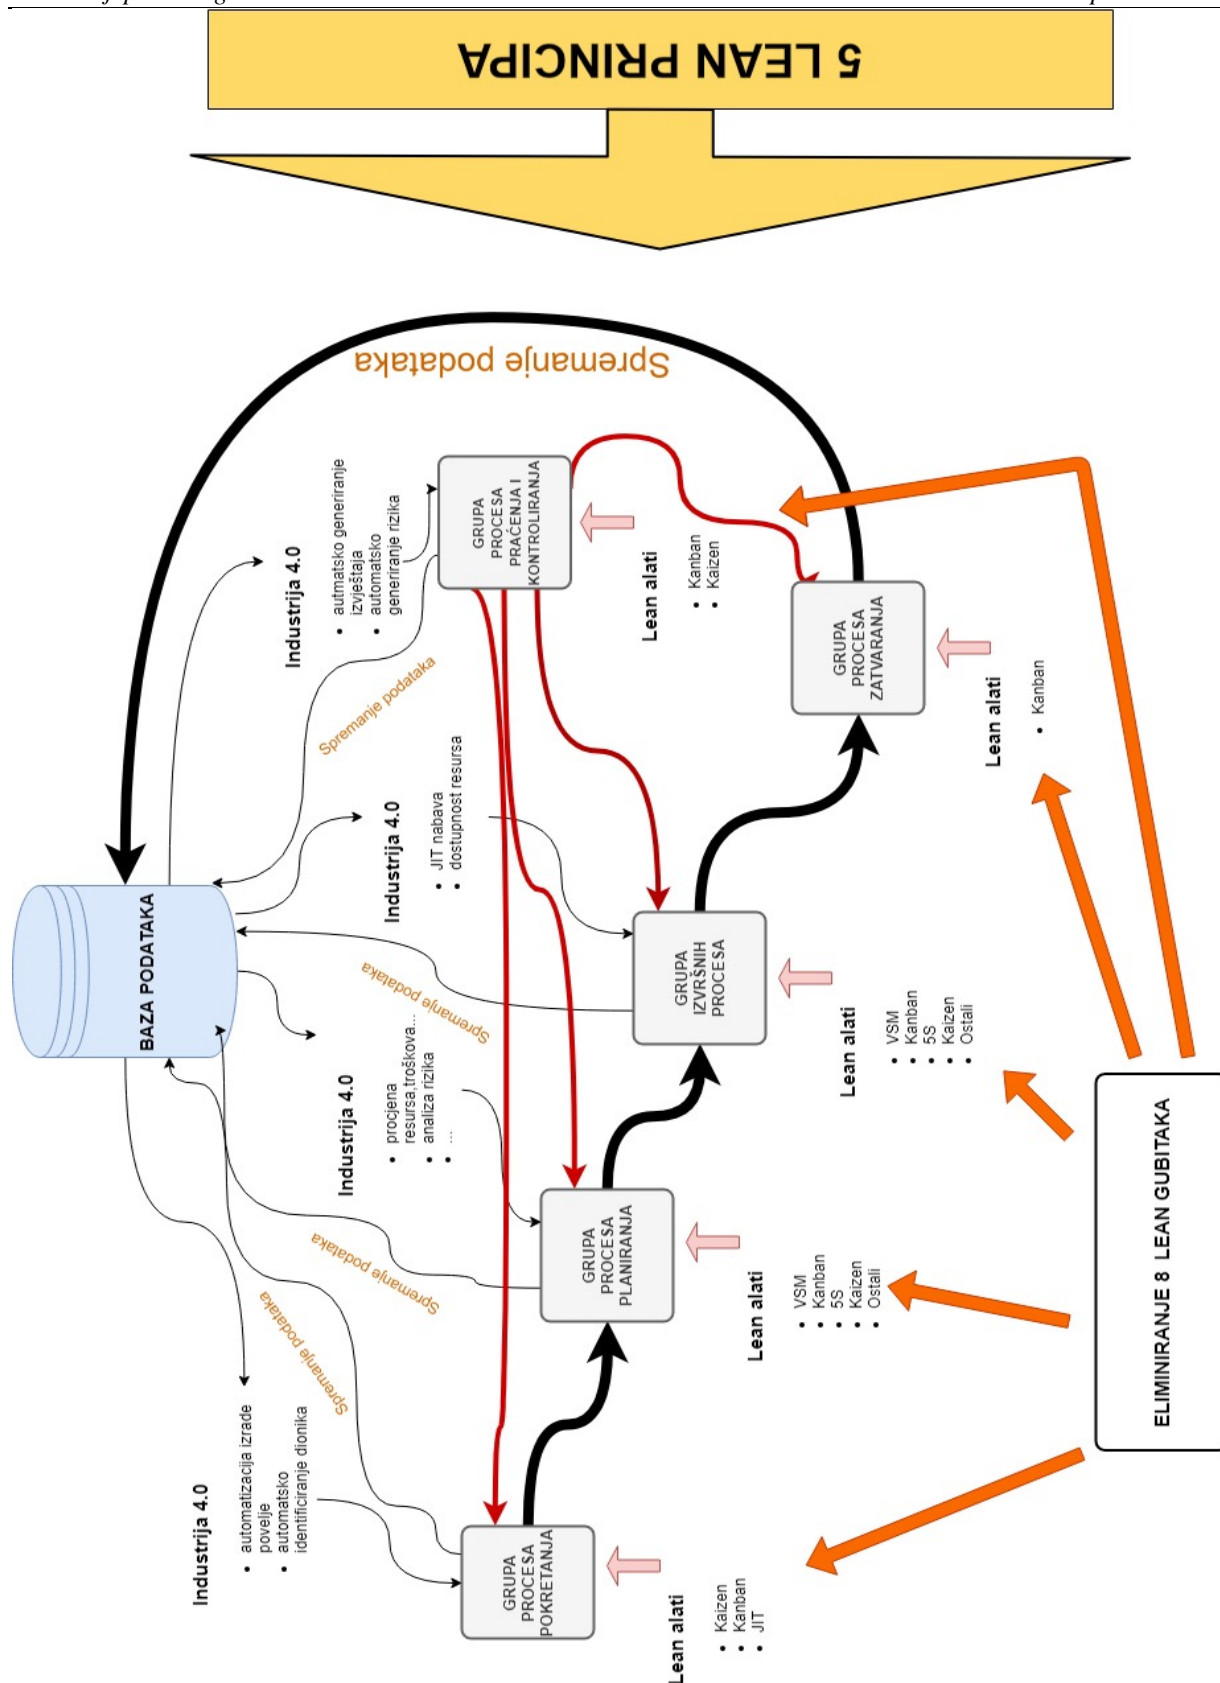 5 LEAN PRINCIPA
Spremanje podataka
BAZA PODATAKA
Industrija 4.0
• automatizacija izrade
povelje
• automatsko
identificiranje dionika
Spremanje podataka
GRUPA
PROCESA
POKRETANJA
Lean alati
• Kaizen
• Kanban
• JIT
Industrija 4.0
• procjena
resursa,troškova...
• analiza rizika
• ...
Spremanje podataka
GRUPA
PROCESA
PLANIRANJA
Lean alati
• VSM
• Kanban
• 5S
• Kaizen
• Ostali
Industrija 4.0
• JIT nabava
• dostupnost resursa
Spremanje podataka
GRUPA
IZVRŠNIH
PROCESA
Lean alati
• VSM
• Kanban
• 5S
• Kaizen
• Ostali
Industrija 4.0
• autmatsko generiranje
izvještaja
• automatsko
generiranje rizika
Spremanje podataka
GRUPA
PROCESA
PRAĆENJA I
KONTROLIRANJA
Lean alati
• Kanban
• Kaizen
GRUPA
PROCESA
ZATVARANJA
Lean alati
• Kanban
ELIMINIRANJE 8 LEAN GUBITAKA